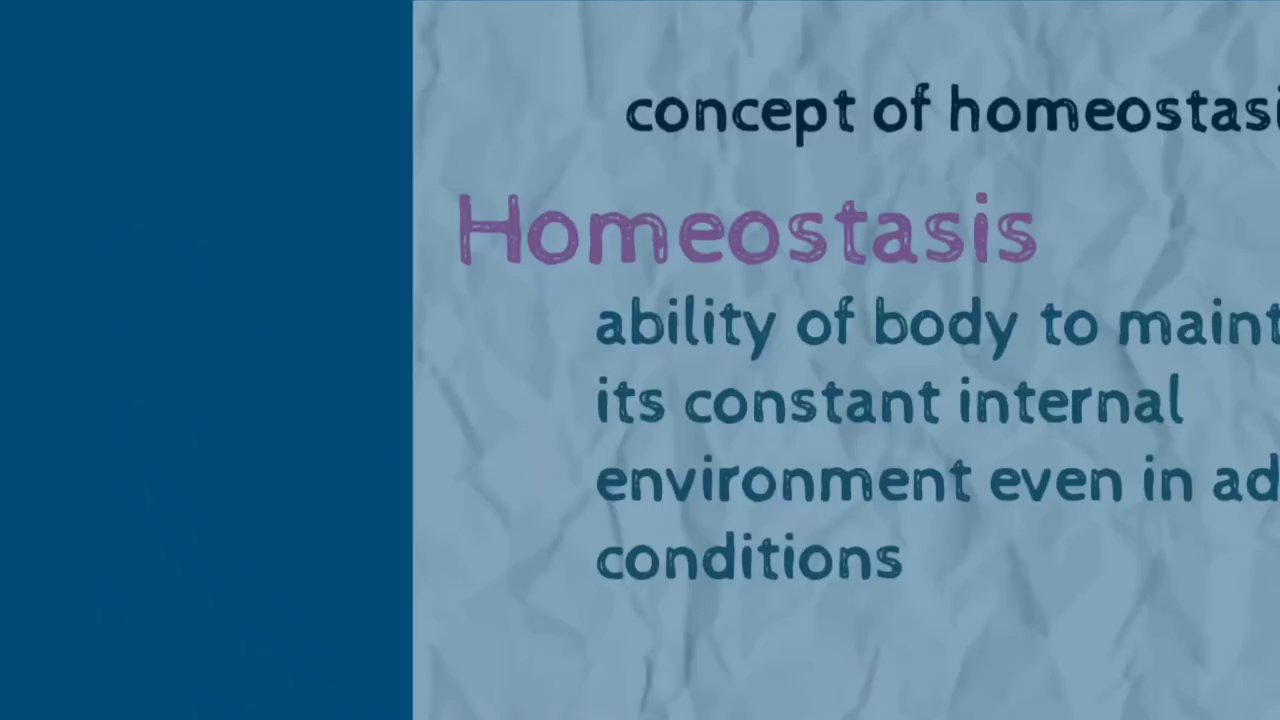 concept of homeostasi
Homeostasis
ability of body to maint
its constant internal
environment even in ad
conditions